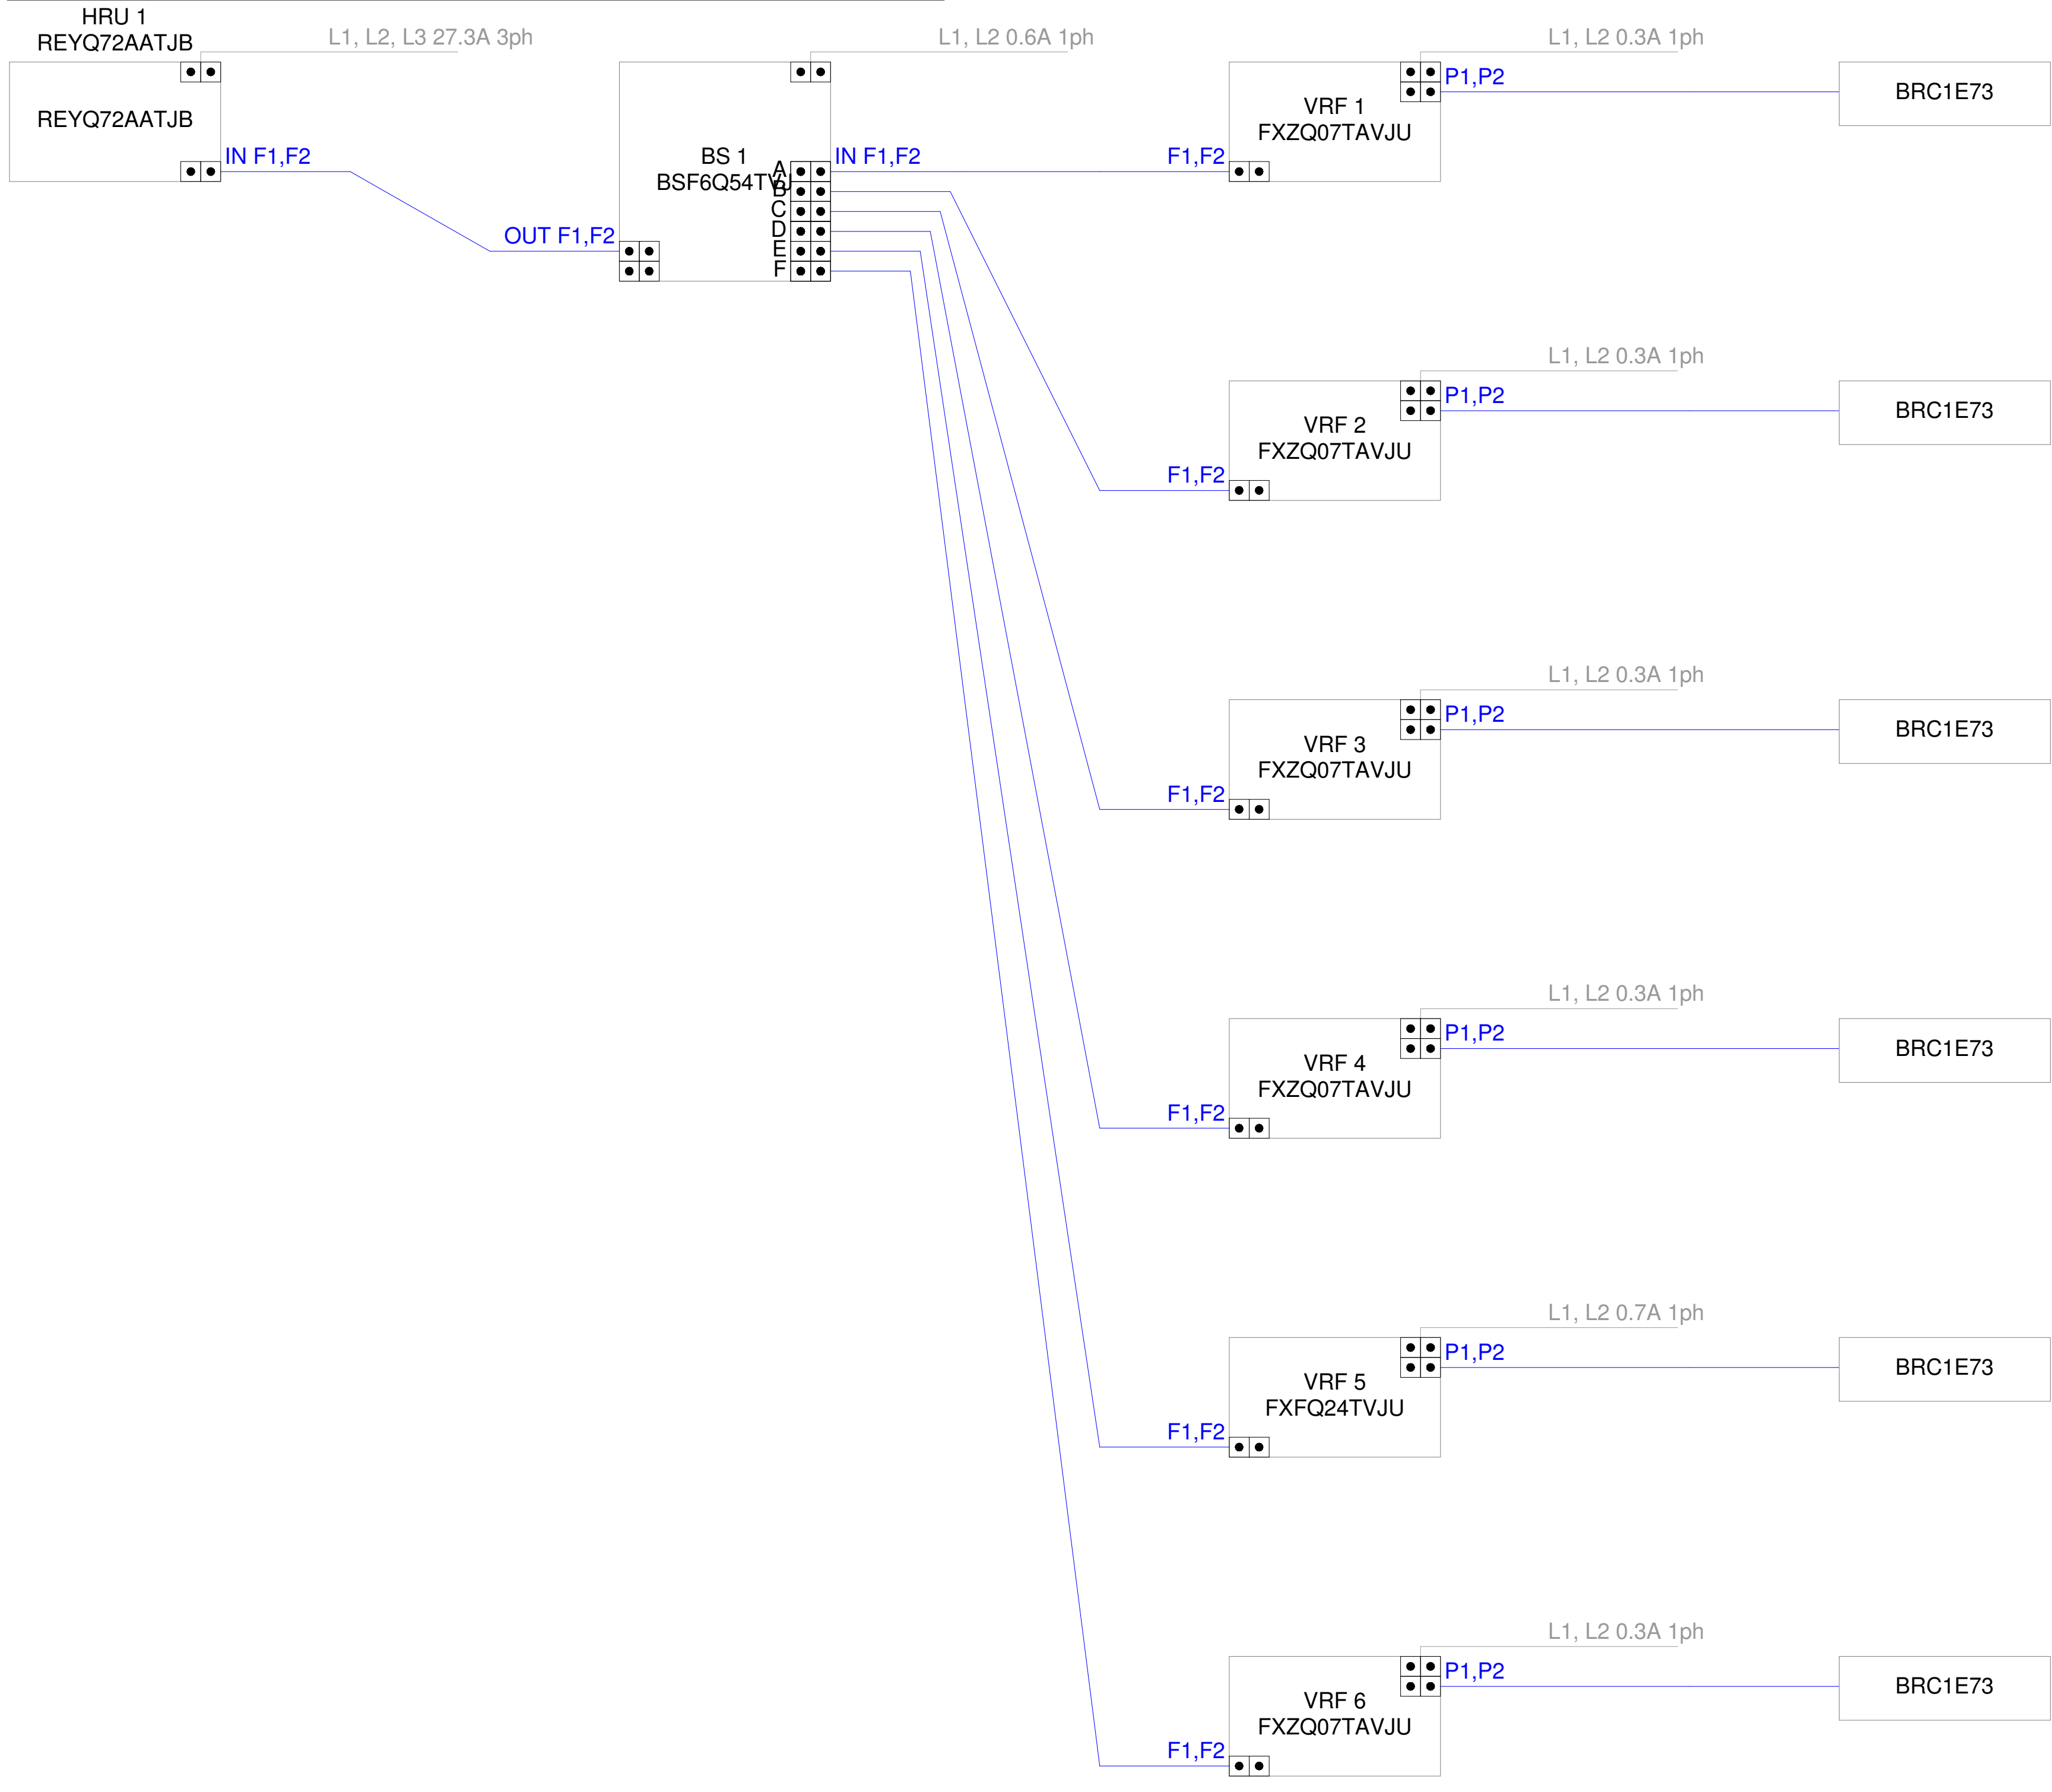 HRU 1
REYQ72AATJB
L1, L2, L3 27.3A 3ph
REYQ72AATJB
IN F1,F2
L1, L2 0.6A 1ph
BS 1
BSF6Q54TVJ
OUT F1,F2
A
B
C
D
E
F
IN F1,F2
L1, L2 0.3A 1ph
P1,P2
VRF 1
FXZQ07TAVJU
F1,F2
BRC1E73
L1, L2 0.3A 1ph
P1,P2
VRF 2
FXZQ07TAVJU
F1,F2
BRC1E73
L1, L2 0.3A 1ph
P1,P2
VRF 3
FXZQ07TAVJU
F1,F2
BRC1E73
L1, L2 0.3A 1ph
P1,P2
VRF 4
FXZQ07TAVJU
F1,F2
BRC1E73
L1, L2 0.7A 1ph
P1,P2
VRF 5
FXFQ24TVJU
F1,F2
BRC1E73
L1, L2 0.3A 1ph
P1,P2
VRF 6
FXZQ07TAVJU
F1,F2
BRC1E73